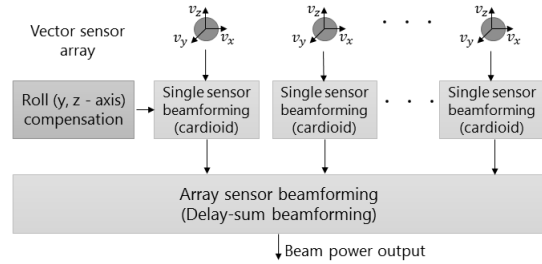 Vector sensor
array
v_z
v_y
v_x
v_z
v_y
v_x
. . .
v_z
v_y
v_x
Roll (y, z - axis)
compensation
Single sensor
beamforming
(cardioid)
Single sensor
beamforming
(cardioid)
. . .
Single sensor
beamforming
(cardioid)
Array sensor beamforming
(Delay-sum beamforming)
Beam power output